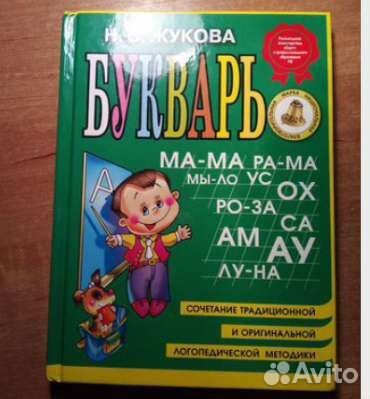 Н. С. ЖУКОВА
БУКВАРЬ
МА-МА РА-МА
МЫ-ЛО УС
ОХ
РО-ЗА
СА
АМ АУ
ЛУ-НА
А
СОЧЕТАНИЕ ТРАДИЦИОННОЙ
И ОРИГИНАЛЬНОЙ
ЛОГОПЕДИЧЕСКОЙ МЕТОДИКИ
Avito